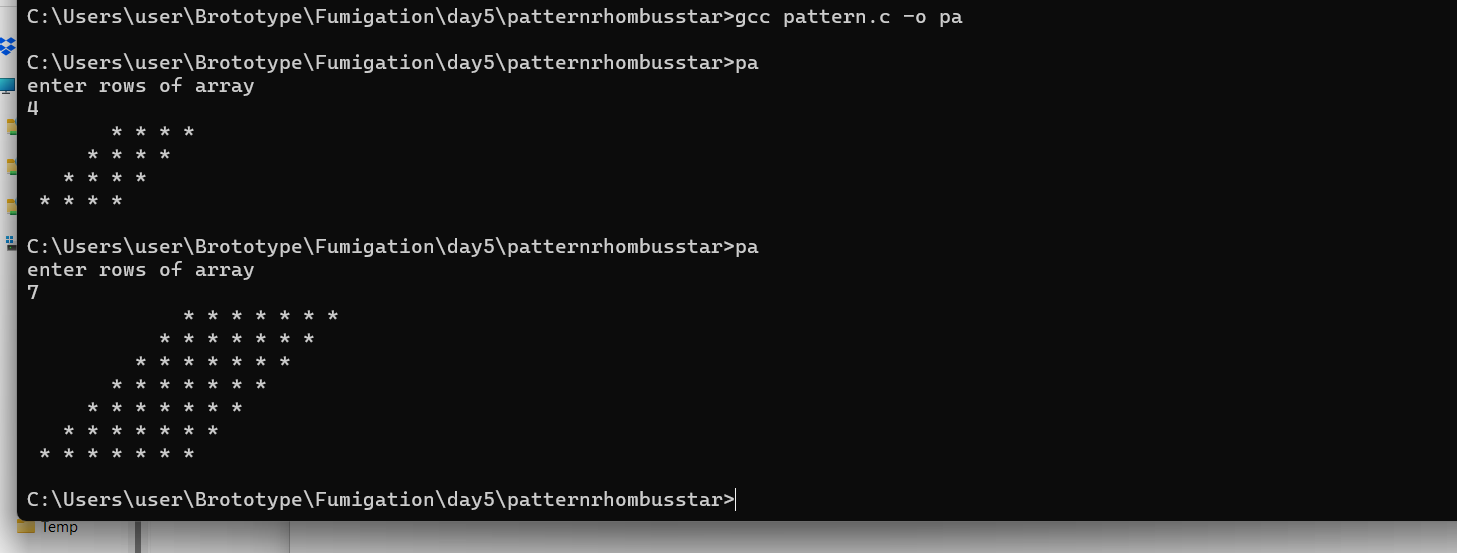 C:\Users\user\Brototype\Fumigation\day5\patternrhombusstar>gcc pattern.c -o pa
C:\Users\user\Brototype\Fumigation\day5\patternrhombusstar>pa
enter rows of array
4
       * * * *
     * * * *
   * * * *
 * * * *
C:\Users\user\Brototype\Fumigation\day5\patternrhombusstar>pa
enter rows of array
7
             * * * * * * *
           * * * * * * *
         * * * * * * *
       * * * * * * *
     * * * * * * *
   * * * * * * *
 * * * * * * *
C:\Users\user\Brototype\Fumigation\day5\patternrhombusstar>
Temp